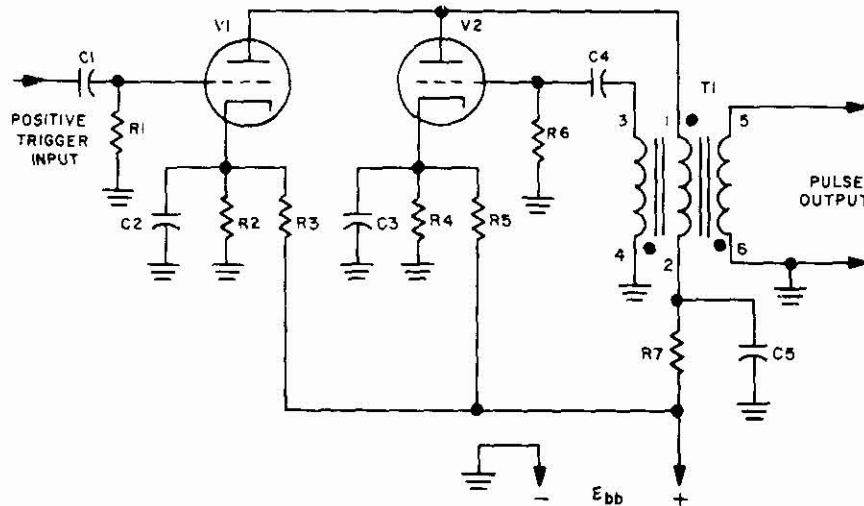 V1
V2
C1
C4
T1
3
1
5
POSITIVE
TRIGGER
INPUT
R1
R6
PULSE
OUTPUT
C2
R2
R3
C3
R4
R5
4
2
6
R7
C5
- Ebb +